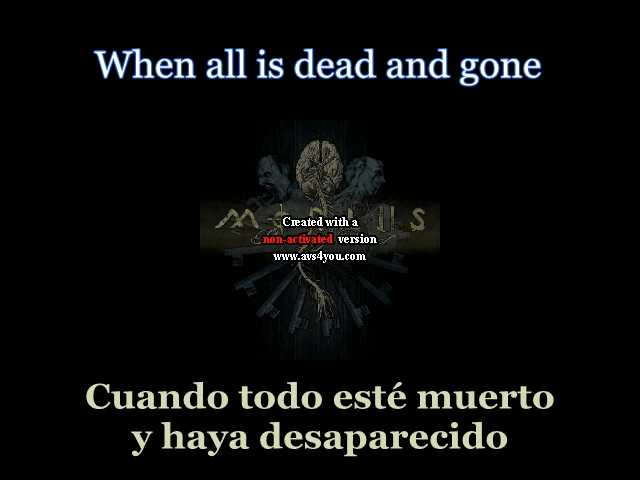 When all is dead and gone
Created with a
non-activated version
www.avs4you.com
Cuando todo esté muerto
y haya desaparecido